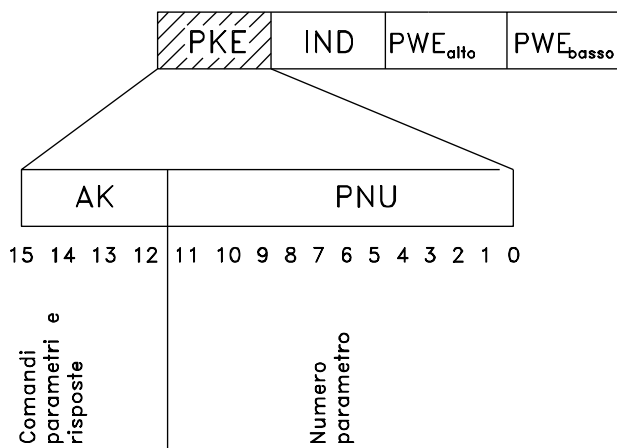 PKE IND PWEalto PWEbasso
AK PNU
15 14 13 12 11 10 9 8 7 6 5 4 3 2 1 0
Comandi
parametri e
risposte
Numero
parametro